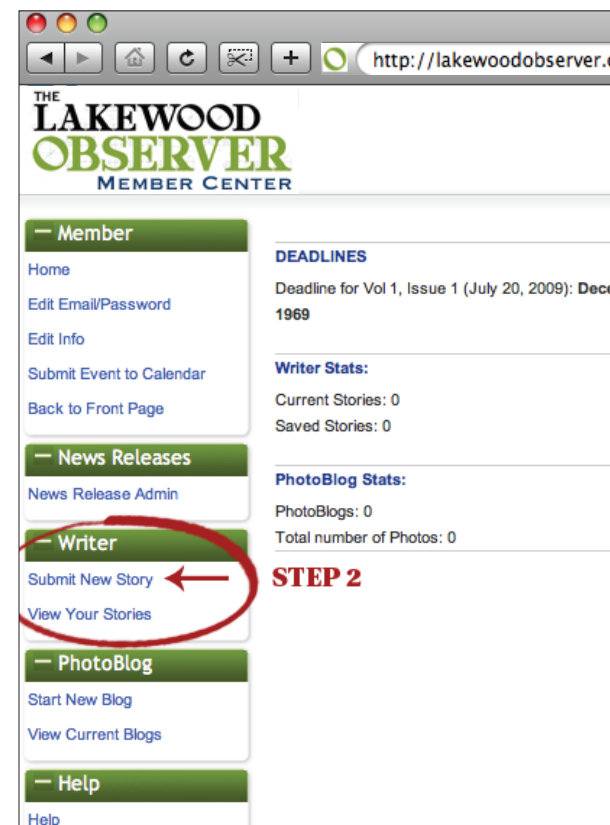 http://lakewoodobserver.
THE
LAKEWOOD
OBSERVER
MEMBER CENTER
— Member
Home
Edit Email/Password
Edit Info
Submit Event to Calendar
Back to Front Page
— News Releases
News Release Admin
— Writer
Submit New Story
View Your Stories
— PhotoBlog
Start New Blog
View Current Blogs
— Help
Help
DEADLINES
Deadline for Vol 1, Issue 1 (July 20, 2009): Dece
1969
Writer Stats:
Current Stories: 0
Saved Stories: 0
PhotoBlog Stats:
PhotoBlogs: 0
Total number of Photos: 0
STEP 2